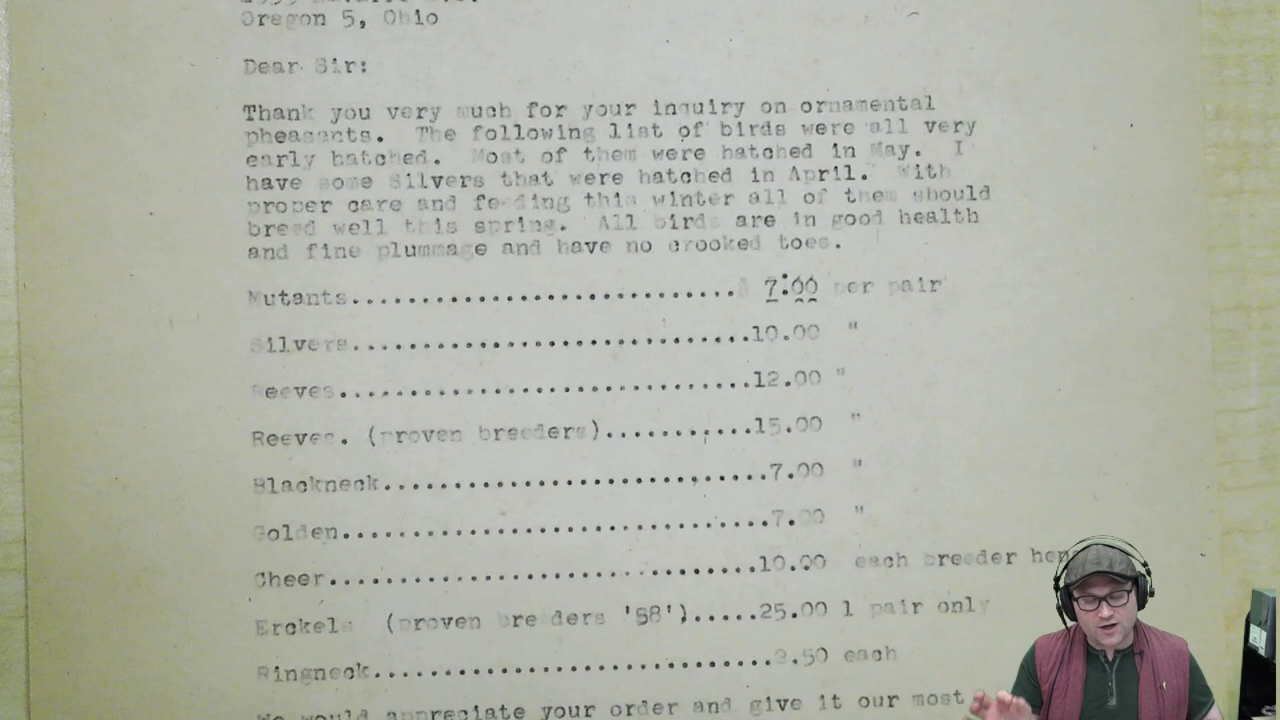 Oregon 5, Ohio
Dear Sir:
Thank you very much for your inquiry on ornamental
pheasants. The following list of birds were all very
early hatched. Most of them were hatched in May. I
have some Silvers that were hatched in April. With
proper care and feeding this winter all of them should
breed well this spring. All birds are in good health
and fine plummage and have no crooked toes.
Mutants............................$ 7.00 per pair
Silvers............................10.00 "
Reeves.............................12.00 "
Reeves. (proven breeders)..........15.00 "
Blackneck...........................7.00 "
Golden..............................7.00 "
Cheer..............................10.00 each breeder hens
Erckels (proven breeders '58').....25.00 1 pair only
Ringneck............................2.50 each
We would appreciate your order and give it our most